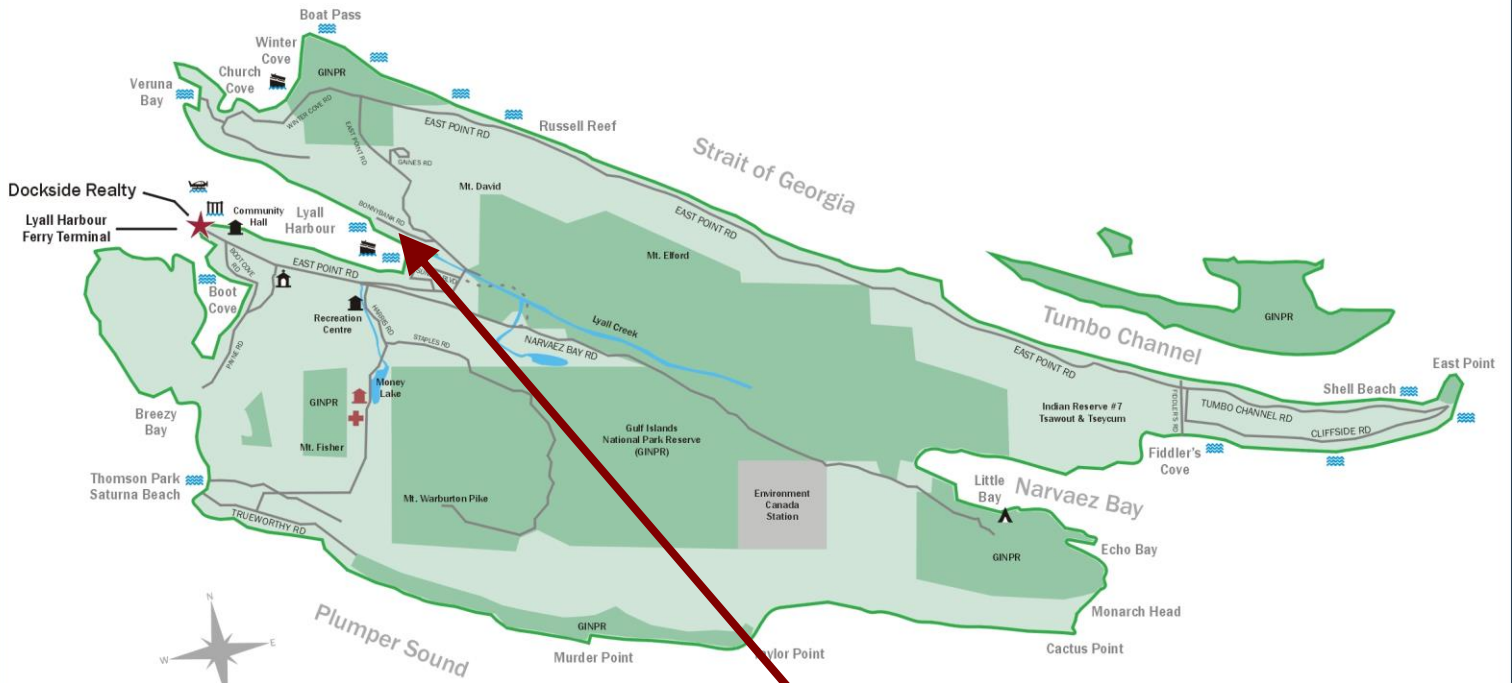 Boat Pass
Winter
Cove
Church
Cove
Veruna
Bay
GINPR
WINTER COVE RD
EAST POINT RD
EAST POINT RD
Russell Reef
Strait of Georgia
GAINES RD
Mt. David
BONNYBANK RD
Dockside Realty
Lyall Harbour
Ferry Terminal
Community
Hall
Lyall
Harbour
EAST POINT RD
Mt. Elford
BOOT COVE
RD
EAST POINT RD
Boot
Cove
Recreation
Centre
HARRIS RD
STAPLES RD
NARVAEZ BAY RD
Lyall Creek
Tumbo Channel
GINPR
East Point
EAST POINT RD
Shell Beach
FIDDLER'S RD
TUMBO CHANNEL RD
CLIFFSIDE RD
PAYNE RD
Money
Lake
GINPR
Breezy
Bay
Mt. Fisher
Gulf Islands
National Park Reserve
(GINPR)
Indian Reserve #7
Tsawout & Tseycum
Fiddler's
Cove
Thomson Park
Saturna Beach
Mt. Warburton Pike
Environment
Canada
Station
Little
Bay
Narvaez Bay
TRUEWORTHY RD
GINPR
Echo Bay
N
W
E
Plumper Sound
GINPR
Monarch Head
Murder Point
Point
Cactus Point